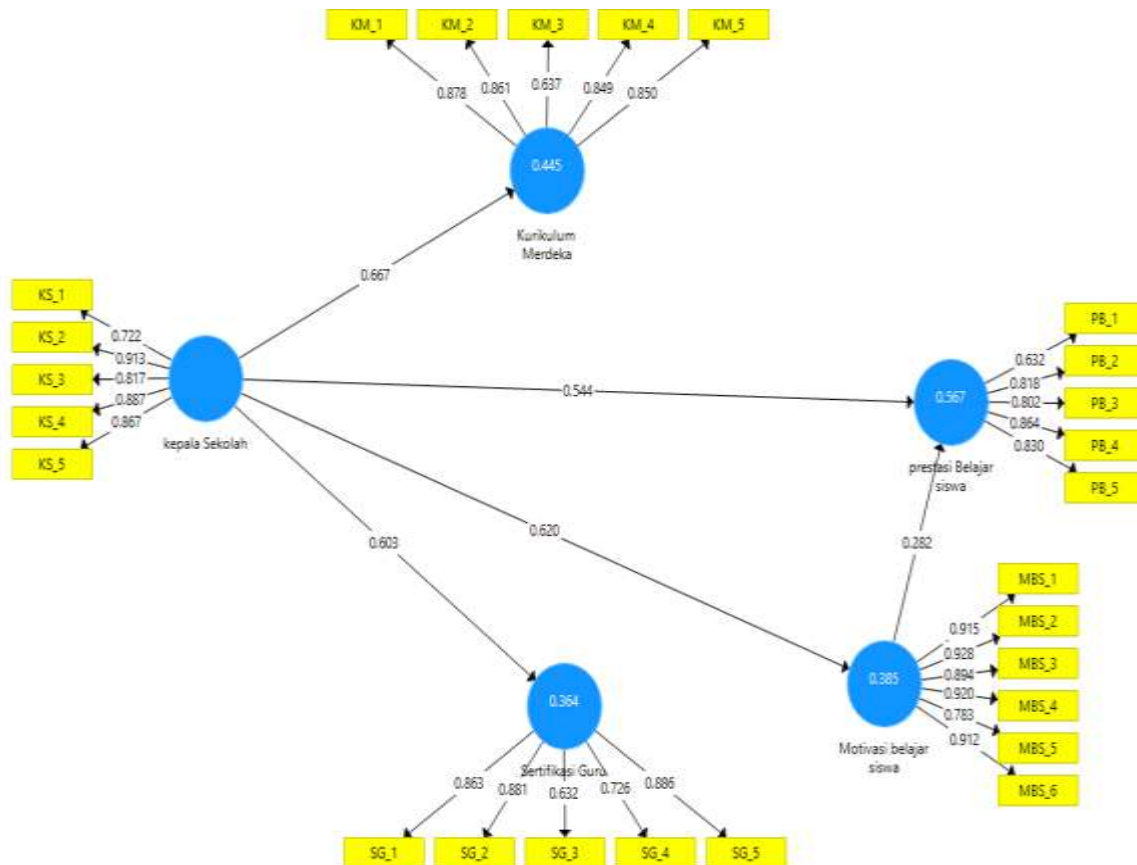 KM_1 KM_2 KM_3 KM_4 KM_5
0.878 0.861 0.637 0.849 0.850
0.445
Kurikulum
Merdeka
0.667
KS_1
KS_2
KS_3
KS_4
KS_5
0.722
0.913
0.817
0.887
0.867
kepala Sekolah
0.544
PB_1
PB_2
PB_3
PB_4
PB_5
0.632
0.818
0.802
0.864
0.830
0.567
prestasi Belajar
siswa
0.603
0.620
0.282
MBS_1
MBS_2
MBS_3
MBS_4
MBS_5
MBS_6
0.915
0.928
0.894
0.920
0.783
0.912
0.385
Motivasi belajar
siswa
0.364
Sertifikasi Guru
0.863 0.881 0.632 0.726 0.886
SG_1 SG_2 SG_3 SG_4 SG_5